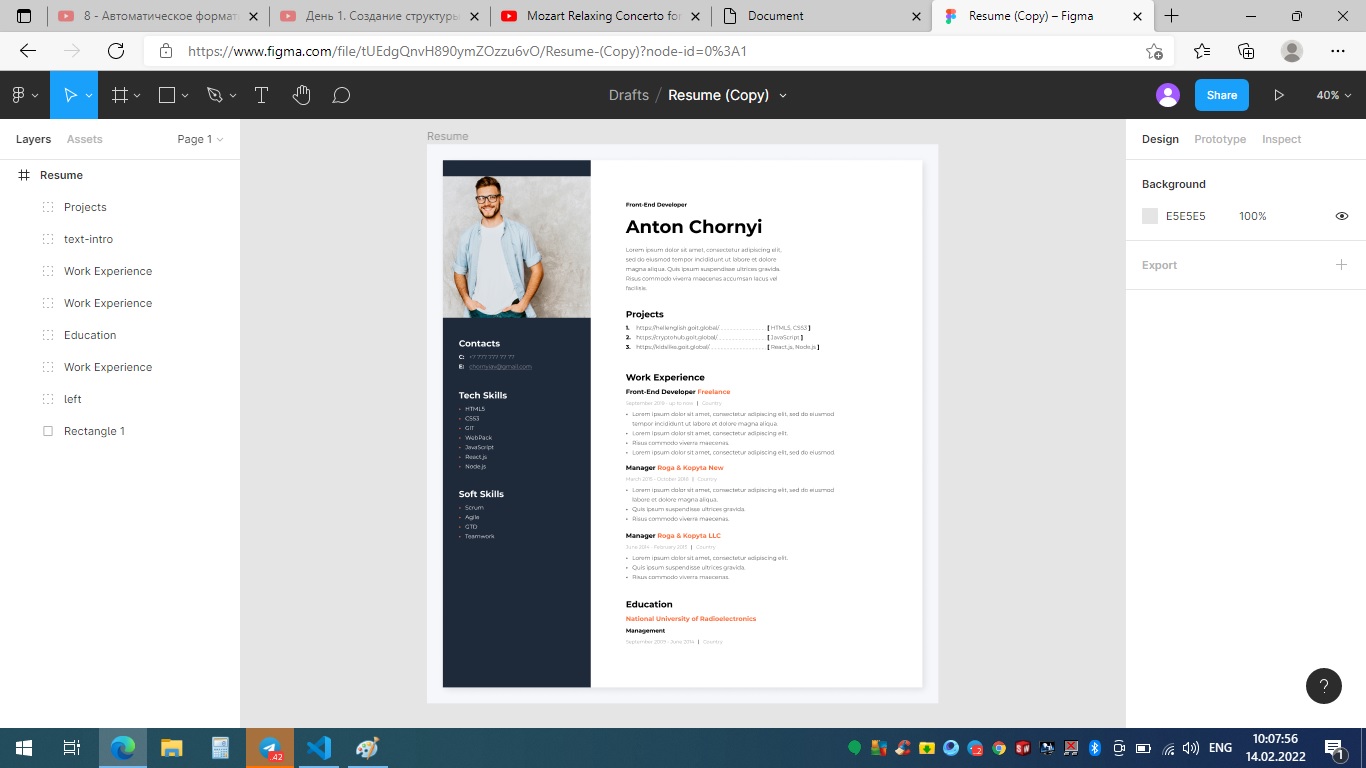 8 - Автоматическое формат
День 1. Создание структуры
Mozart Relaxing Concerto for
Document
Resume (Copy) – Figma
https://www.figma.com/file/tUEdgQnvH890ymZOzzu6vO/Resume-(Copy)?node-id=0%3A1
Drafts / Resume (Copy)
Share
40%
Layers
Assets
Page 1
Resume
Projects
text-intro
Work Experience
Work Experience
Education
Work Experience
left
Rectangle 1
Resume
Contacts
C: +7 777 777 77 77
E: chornyiav@gmail.com
Tech Skills
• HTML5
• CSS3
• GIT
• WebPack
• JavaScript
• React.js
• Node.js
Soft Skills
• Scrum
• Agile
• GTD
• Teamwork
Front-End Developer
Anton Chornyi
Lorem ipsum dolor sit amet, consectetur adipiscing elit,
sed do eiusmod tempor incididunt ut labore et dolore
magna aliqua. Quis ipsum suspendisse ultrices gravida.
Risus commodo viverra maecenas accumsan lacus vel
facilisis.
Projects
1. https://hellenglish.goit.global/ [ HTML5, CSS3 ]
2. https://cryptohub.goit.global/ [ JavaScript ]
3. https://kidslike.goit.global/ [ React.js, Node.js ]
Work Experience
Front-End Developer Freelance
September 2019 - up to now | Country
• Lorem ipsum dolor sit amet, consectetur adipiscing elit, sed do eiusmod
tempor incididunt ut labore et dolore magna aliqua.
• Lorem ipsum dolor sit amet, consectetur adipiscing elit.
• Risus commodo viverra maecenas.
• Lorem ipsum dolor sit amet, consectetur adipiscing elit, sed do eiusmod
Manager Roga & Kopyta New
March 2015 - October 2018 | Country
• Lorem ipsum dolor sit amet, consectetur adipiscing elit, sed do eiusmod
labore et dolore magna aliqua.
• Quis ipsum suspendisse ultrices gravida.
• Risus commodo viverra maecenas.
Manager Roga & Kopyta LLC
June 2014 - February 2015 | Country
• Lorem ipsum dolor sit amet, consectetur adipiscing elit.
• Quis ipsum suspendisse ultrices gravida.
• Risus commodo viverra maecenas.
Education
National University of Radioelectronics
Management
September 2009 - June 2014 | Country
Design
Prototype
Inspect
Background
E5E5E5
100%
Export
?
.42
ENG
10:07:56
14.02.2022
1